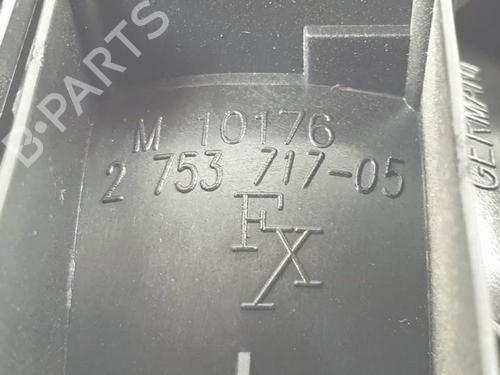 M 10176
2 753 717-05
FX
GERMANY
B-PARTS